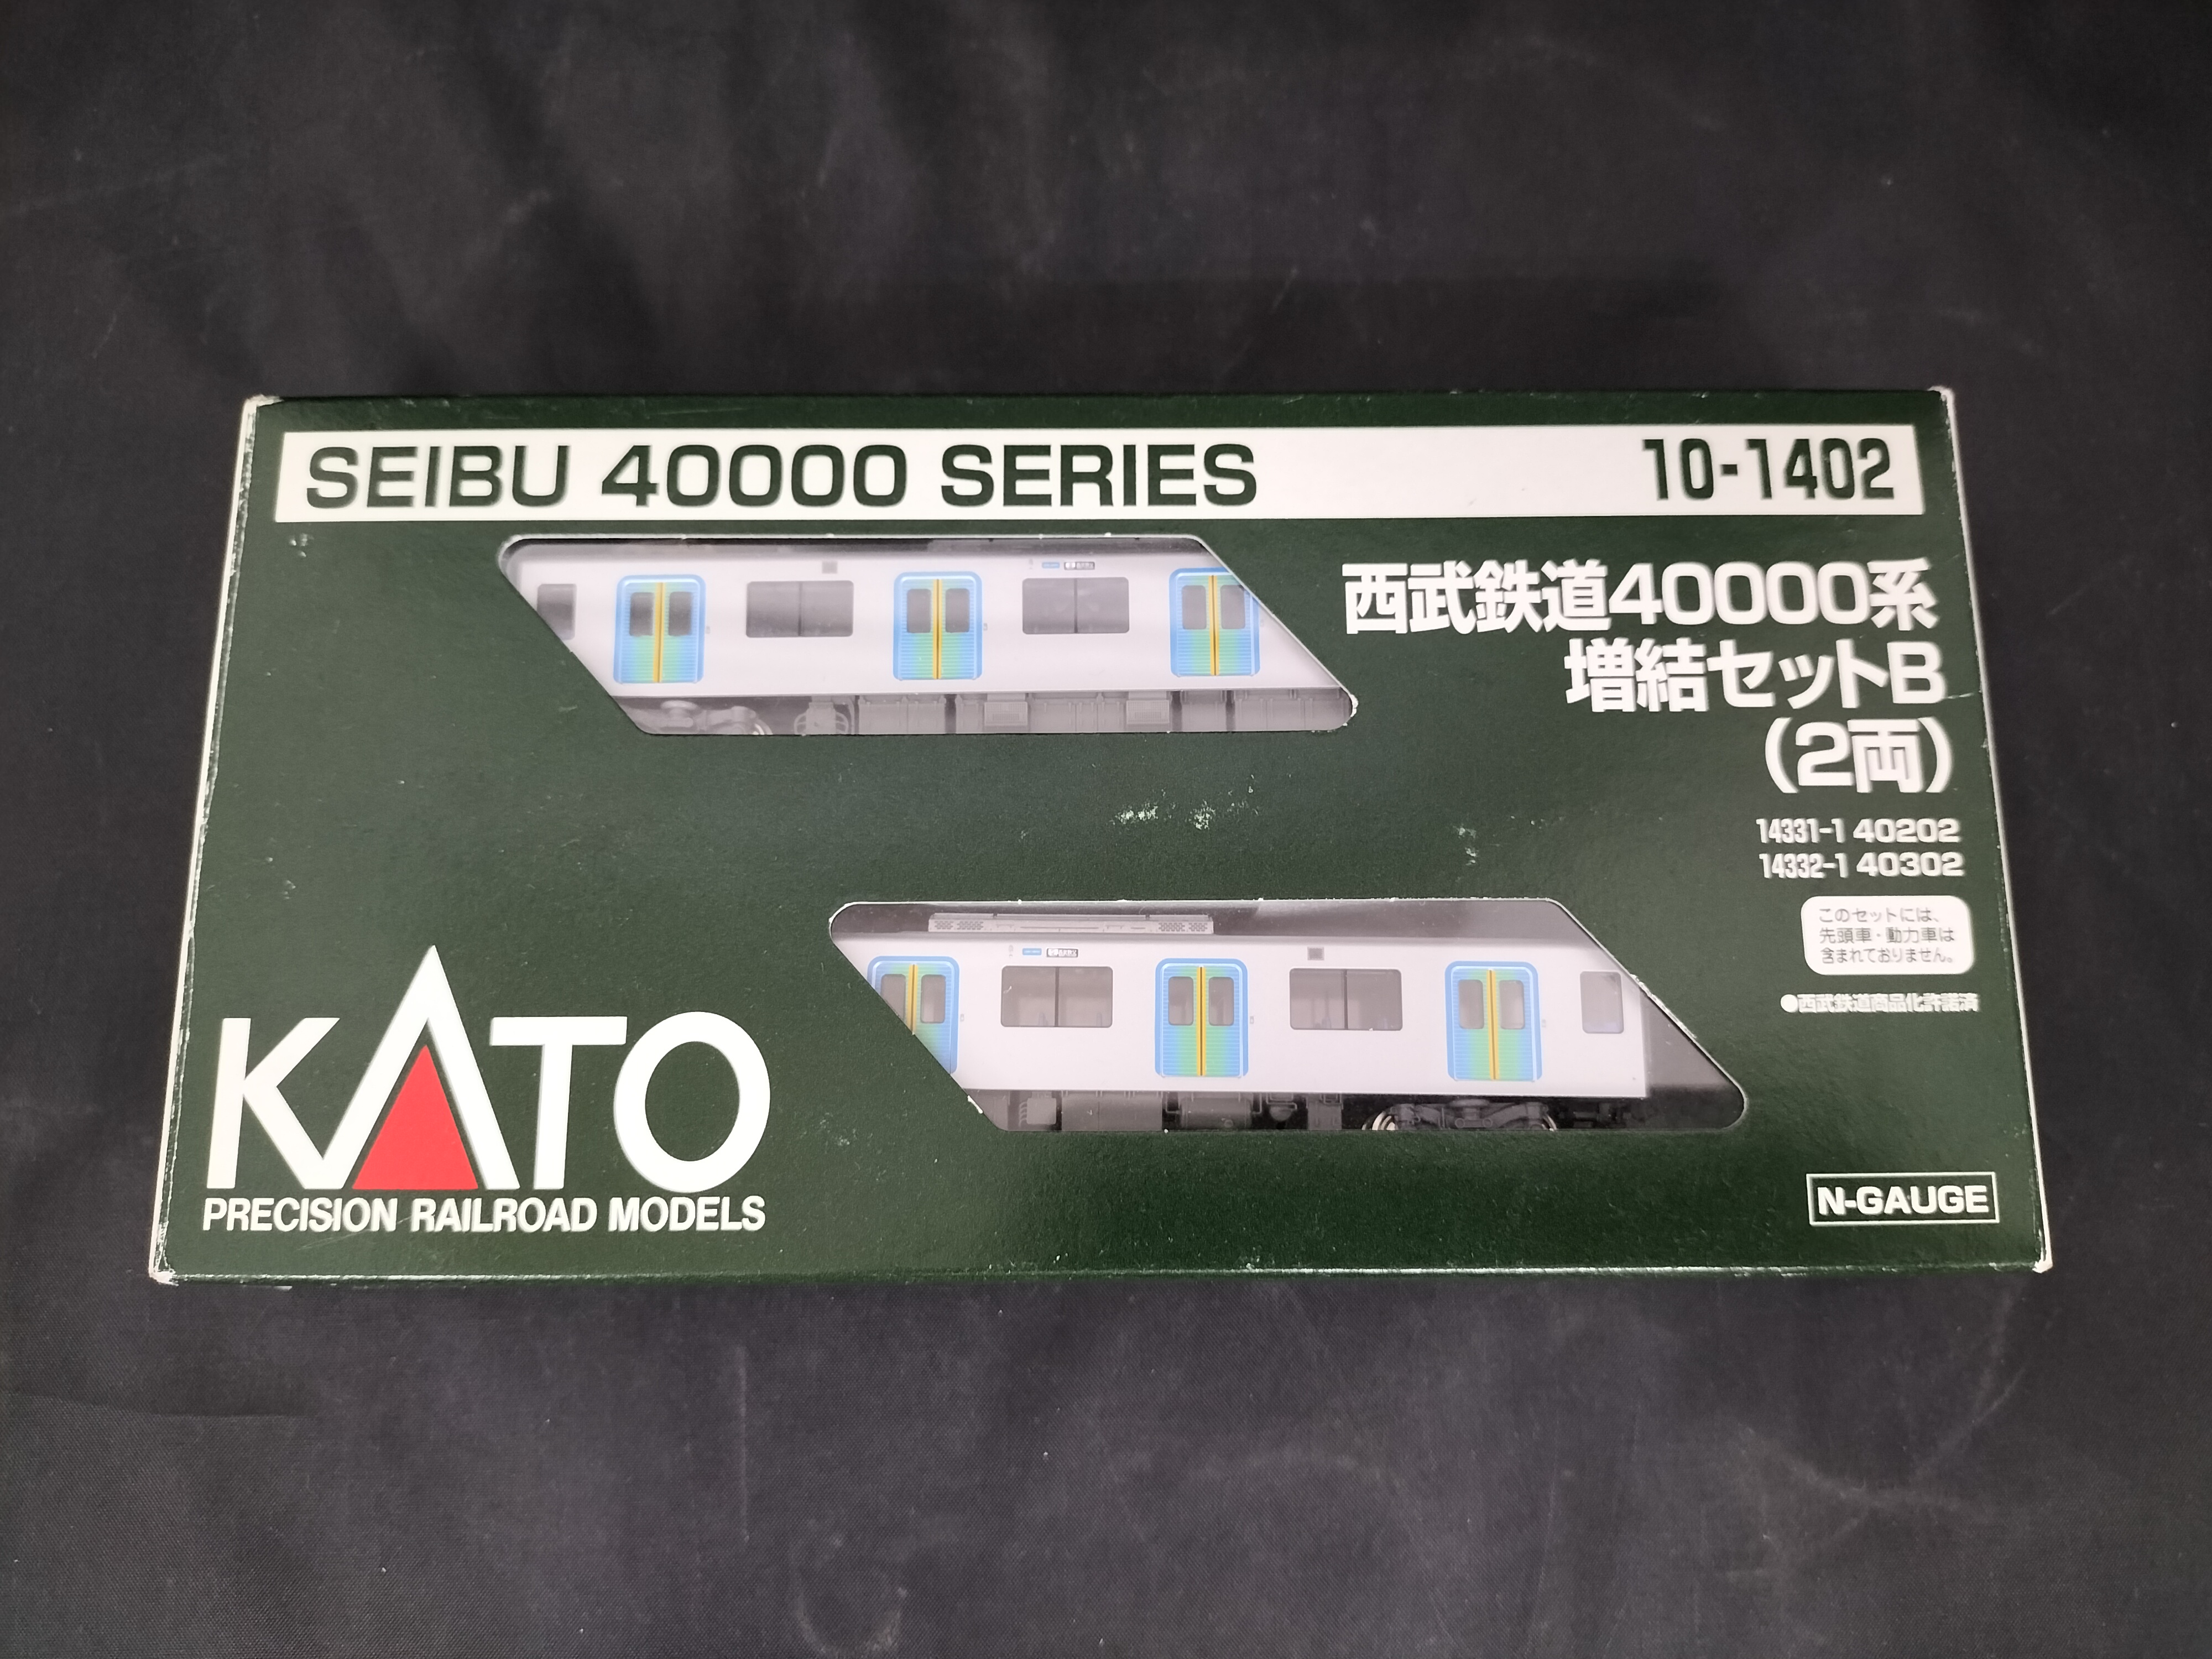 SEIBU 40000 SERIES
10-1402
西武鉄道40000系
増結セットB
(2両)
14331-1 40202
14332-1 40302
このセットには、
先頭車・動力車は
含まれておりません。
●西武鉄道商品化許諾済
KATO
PRECISION RAILROAD MODELS
N-GAUGE